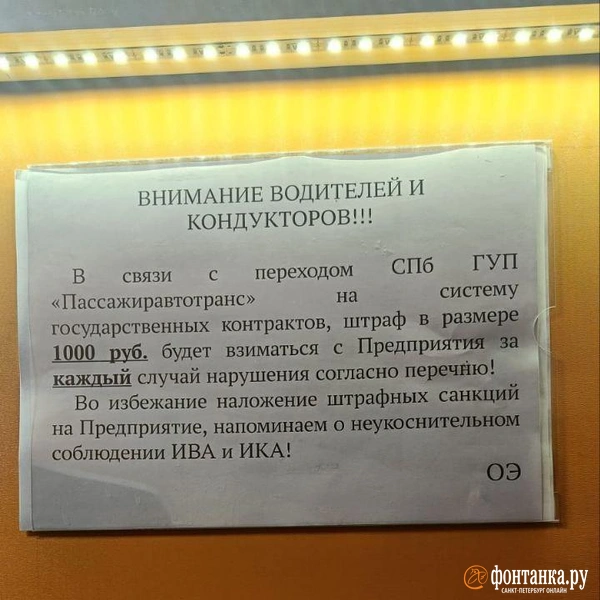 ВНИМАНИЕ ВОДИТЕЛЕЙ И
КОНДУКТОРОВ!!!
В связи с переходом СПб ГУП
«Пассажиравтотранс» на систему
государственных контрактов, штраф в размере
1000 руб. будет взиматься с Предприятия за
каждый случай нарушения согласно перечню!
Во избежание наложение штрафных санкций
на Предприятие, напоминаем о неукоснительном
соблюдении ИВА и ИКА!
ОЭ
фонтанка.ру
САНКТ-ПЕТЕРБУРГ ОНЛАЙН